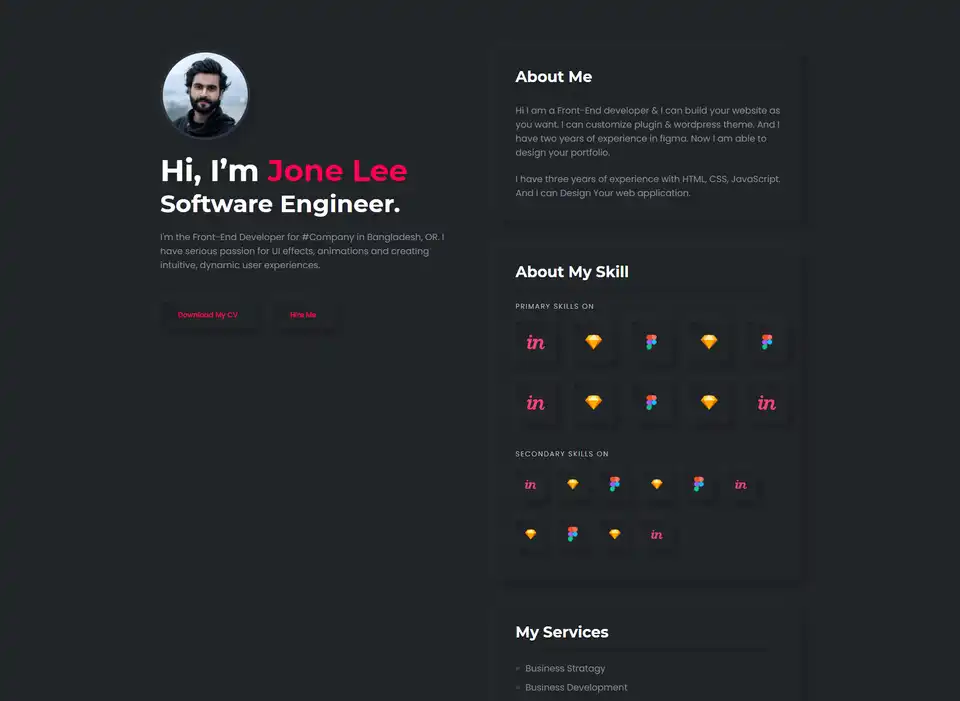 Hi, I'm Jone Lee
Software Engineer.
I'm the Front-End Developer for #Company in Bangladesh, OR. I
have serious passion for UI effects, animations and creating
intuitive, dynamic user experiences.
Download My CV
Hire Me
About Me
Hi I am a Front-End developer & I can build your website as
you want. I can customize plugin & wordpress theme. And I
have two years of experience in figma. Now I am able to
design your portfolio.
I have three years of experience with HTML, CSS, JavaScript.
And i can Design Your web application.
About My Skill
PRIMARY SKILLS ON
in
in
in
SECONDARY SKILLS ON
in
in
in
My Services
Business Stratagy
Business Development